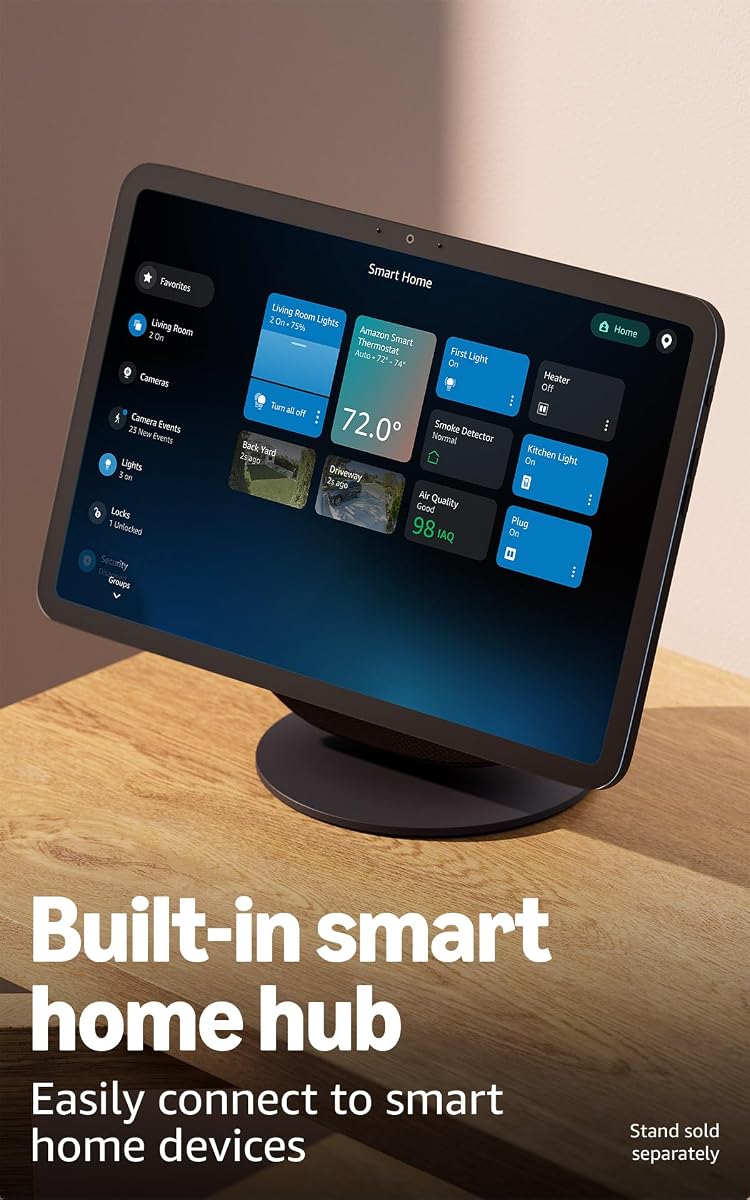 Smart Home
Home
Favorites
Living Room
2 On
Cameras
Camera Events
23 New Events
Lights
3 on
Locks
1 Unlocked
Security
Groups
Living Room Lights
2 On • 75%
Turn all off
Amazon Smart
Thermostat
Auto • 72° - 74°
72.0°
First Light
On
Heater
Off
Smoke Detector
Normal
Kitchen Light
On
Back Yard
2s ago
Driveway
2s ago
Air Quality
Good
98 IAQ
Plug
On
Built-in smart
home hub
Easily connect to smart
home devices
Stand sold
separately